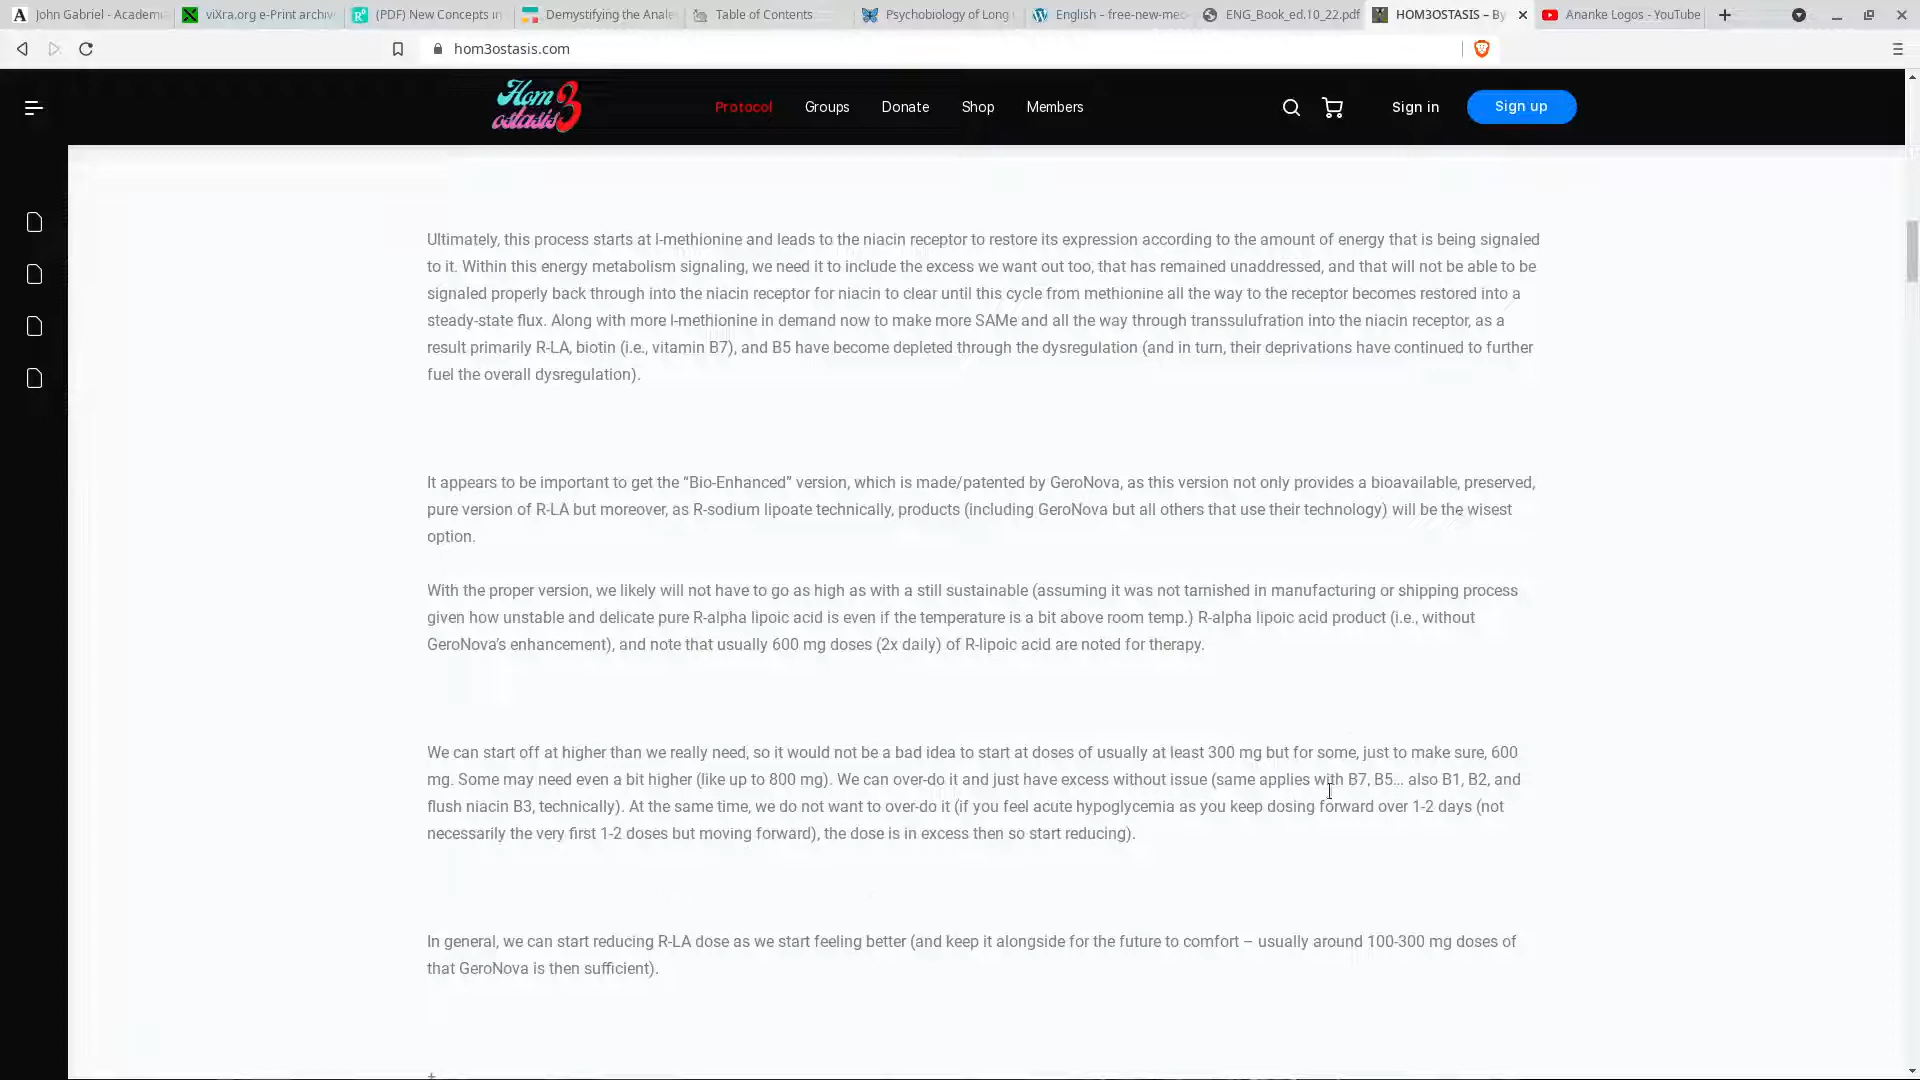 John Gabriel - Academi
viXra.org e-Print archiv
(PDF) New Concepts in
Demystifying the Anale
Table of Contents
Psychobiology of Long
English – free-new-mec
ENG_Book_ed.10_22.pdf
HOM3OSTASIS – By
Ananke Logos - YouTube
hom3ostasis.com
Hom3
ostasis
Protocol
Groups
Donate
Shop
Members
Sign in
Sign up
Ultimately, this process starts at l-methionine and leads to the niacin receptor to restore its expression according to the amount of energy that is being signaled
to it. Within this energy metabolism signaling, we need it to include the excess we want out too, that has remained unaddressed, and that will not be able to be
signaled properly back through into the niacin receptor for niacin to clear until this cycle from methionine all the way to the receptor becomes restored into a
steady-state flux. Along with more l-methionine in demand now to make more SAMe and all the way through transsulufration into the niacin receptor, as a
result primarily R-LA, biotin (i.e., vitamin B7), and B5 have become depleted through the dysregulation (and in turn, their deprivations have continued to further
fuel the overall dysregulation).
It appears to be important to get the “Bio-Enhanced” version, which is made/patented by GeroNova, as this version not only provides a bioavailable, preserved,
pure version of R-LA but moreover, as R-sodium lipoate technically, products (including GeroNova but all others that use their technology) will be the wisest
option.
With the proper version, we likely will not have to go as high as with a still sustainable (assuming it was not tarnished in manufacturing or shipping process
given how unstable and delicate pure R-alpha lipoic acid is even if the temperature is a bit above room temp.) R-alpha lipoic acid product (i.e., without
GeroNova’s enhancement), and note that usually 600 mg doses (2x daily) of R-lipoic acid are noted for therapy.
We can start off at higher than we really need, so it would not be a bad idea to start at doses of usually at least 300 mg but for some, just to make sure, 600
mg. Some may need even a bit higher (like up to 800 mg). We can over-do it and just have excess without issue (same applies with B7, B5… also B1, B2, and
flush niacin B3, technically). At the same time, we do not want to over-do it (if you feel acute hypoglycemia as you keep dosing forward over 1-2 days (not
necessarily the very first 1-2 doses but moving forward), the dose is in excess then so start reducing).
In general, we can start reducing R-LA dose as we start feeling better (and keep it alongside for the future to comfort – usually around 100-300 mg doses of
that GeroNova is then sufficient).
+